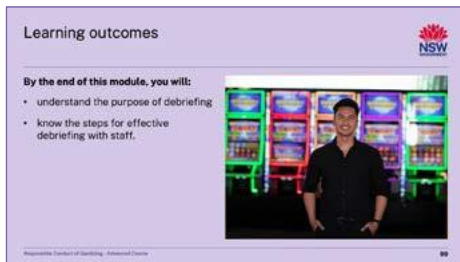 Learning outcomes
NSW
GOVERNMENT
By the end of this module, you will:
• understand the purpose of debriefing
• know the steps for effective
debriefing with staff.
Responsible Conduct of Gambling - Advanced Course
99